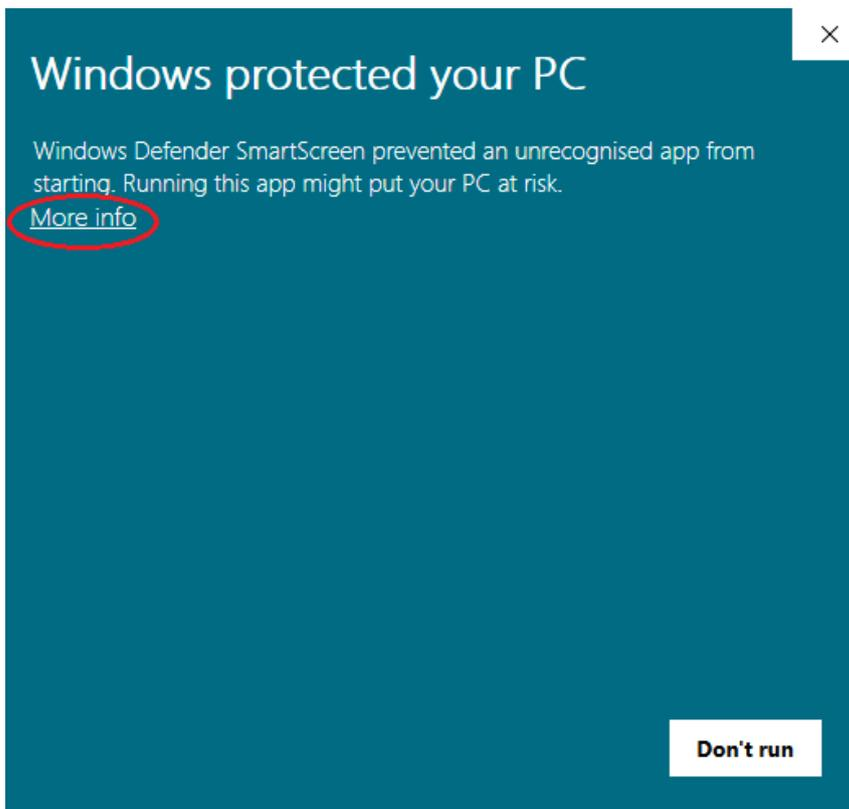 Windows protected your PC
Windows Defender SmartScreen prevented an unrecognised app from
starting. Running this app might put your PC at risk.
More info
Don't run